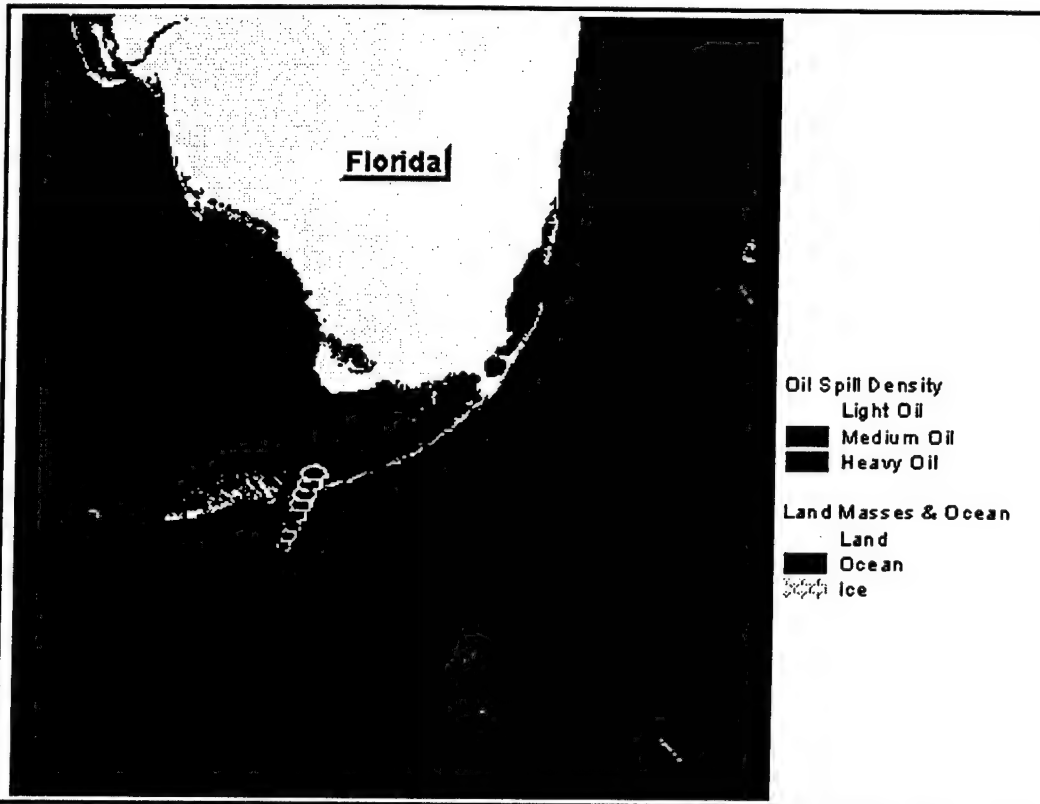 Florida
Oil Spill Density
Light Oil
Medium Oil
Heavy Oil
Land Masses & Ocean
Land
Ocean
Ice